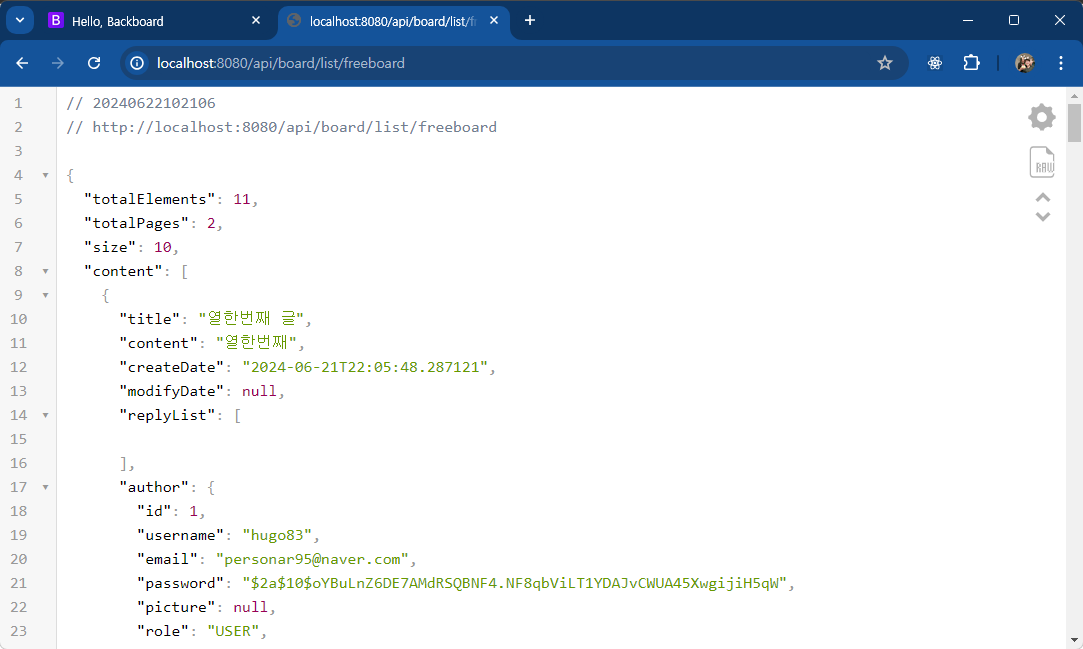 Hello, Backboard
localhost:8080/api/board/list/fr
localhost:8080/api/board/list/freeboard
1 // 20240622102106
2 // http://localhost:8080/api/board/list/freeboard
3
4 {
5 "totalElements": 11,
6 "totalPages": 2,
7 "size": 10,
8 "content": [
9 {
10 "title": "열한번째 글",
11 "content": "열한번째",
12 "createDate": "2024-06-21T22:05:48.287121",
13 "modifyDate": null,
14 "replyList": [
15
16 ],
17 "author": {
18 "id": 1,
19 "username": "hugo83",
20 "email": "personar95@naver.com",
21 "password": "$2a$10$oYBuLnZ6DE7AMdRSQBNF4.NF8qbViLT1YDAJvCWUA45XwgijiH5qW",
22 "picture": null,
23 "role": "USER",
RAW